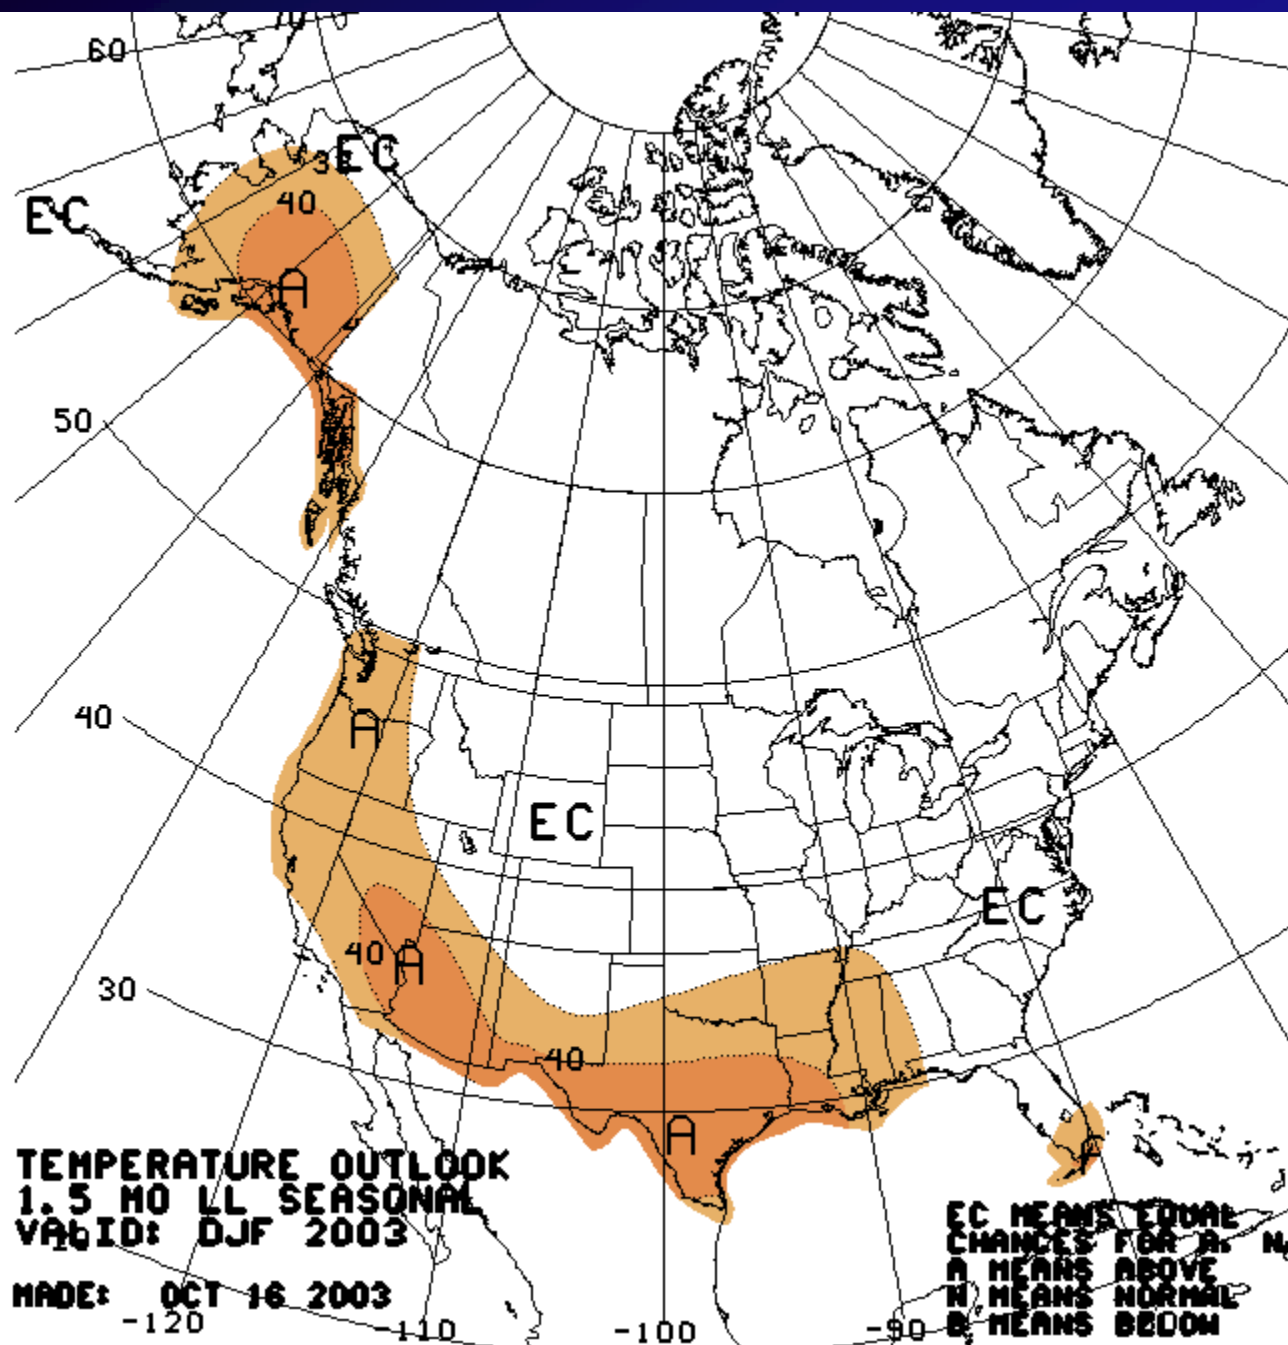 60
EC
40
EC
A
50
40
A
EC
EC
40
A
30
40
A
TEMPERATURE OUTLOOK
1.5 MO LL SEASONAL
VALID: DJF 2003
MADE: OCT 16 2003
EC MEANS EQUAL
CHANCES FOR A, N,
A MEANS ABOVE
N MEANS NORMAL
B MEANS BELOW
-120
-110
-100
-90